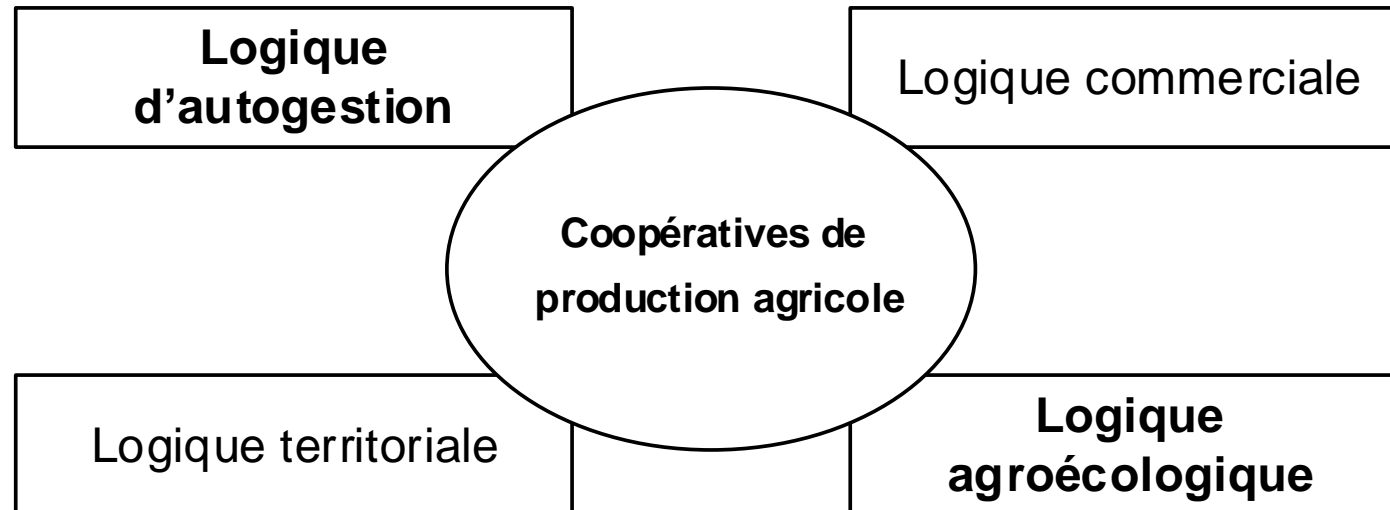 Logique
d’autogestion
Logique commerciale
Coopératives de
production agricole
Logique territoriale
Logique
agroécologique